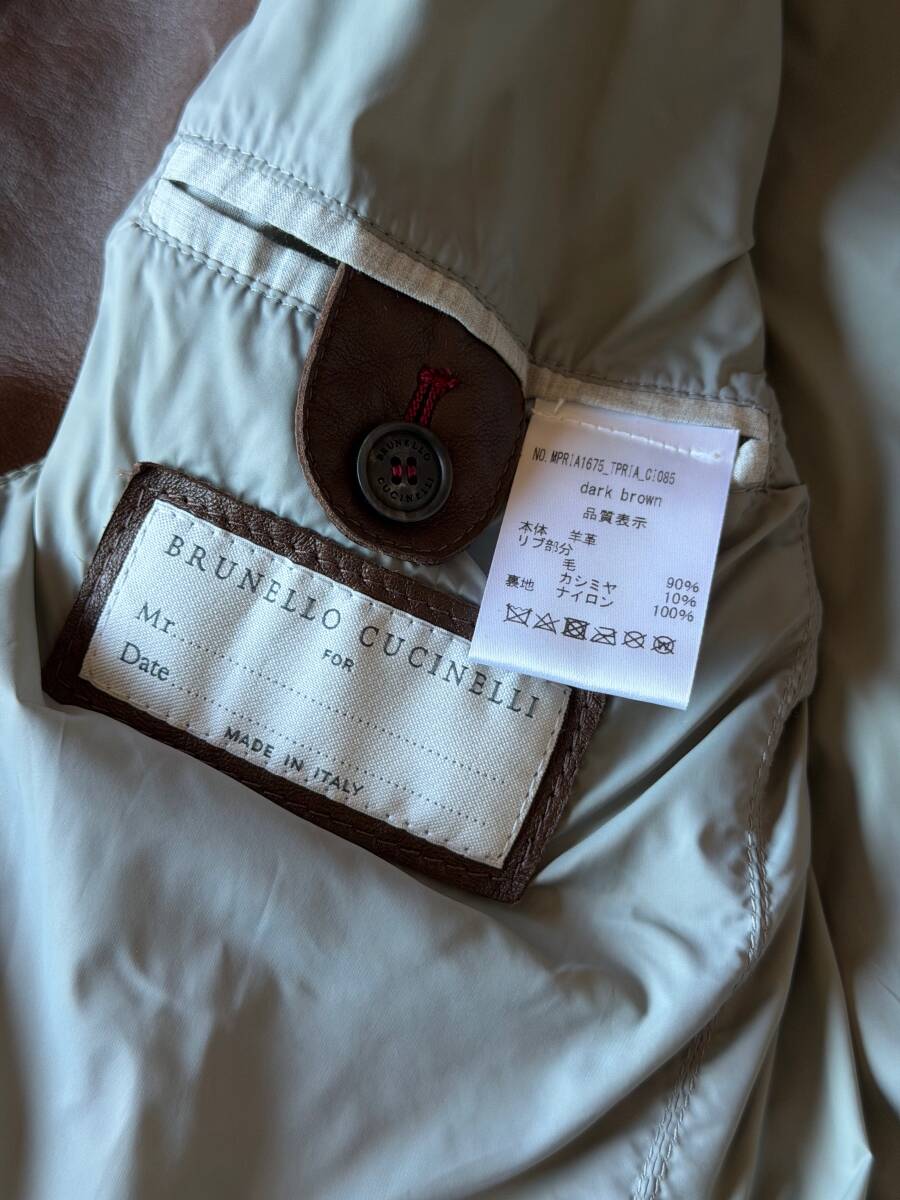 NO. MPRIA1675_TPRIA_CI085
dark brown
品質表示
本体 羊革
リブ部分
毛 90%
カシミヤ 10%
裏地 ナイロン 100%
BRUNELLO
CUCINELLI
BRUNELLO CUCINELLI
FOR
Mr.
Date
MADE IN ITALY